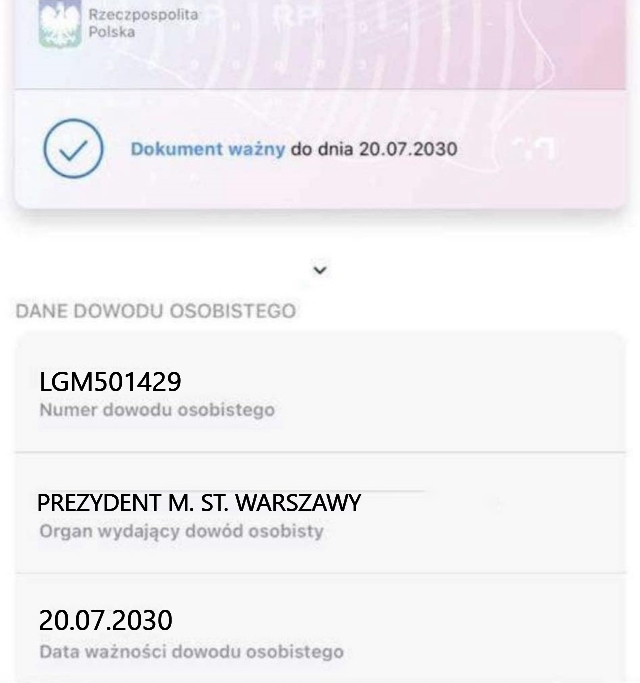 Rzeczpospolita
Polska
RP
Dokument ważny do dnia 20.07.2030
DANE DOWODU OSOBISTEGO
LGM501429
Numer dowodu osobistego
PREZYDENT M. ST. WARSZAWY
Organ wydający dowód osobisty
20.07.2030
Data ważności dowodu osobistego